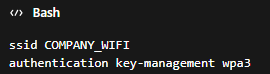 </> Bash
ssid COMPANY_WIFI
authentication key-management wpa3